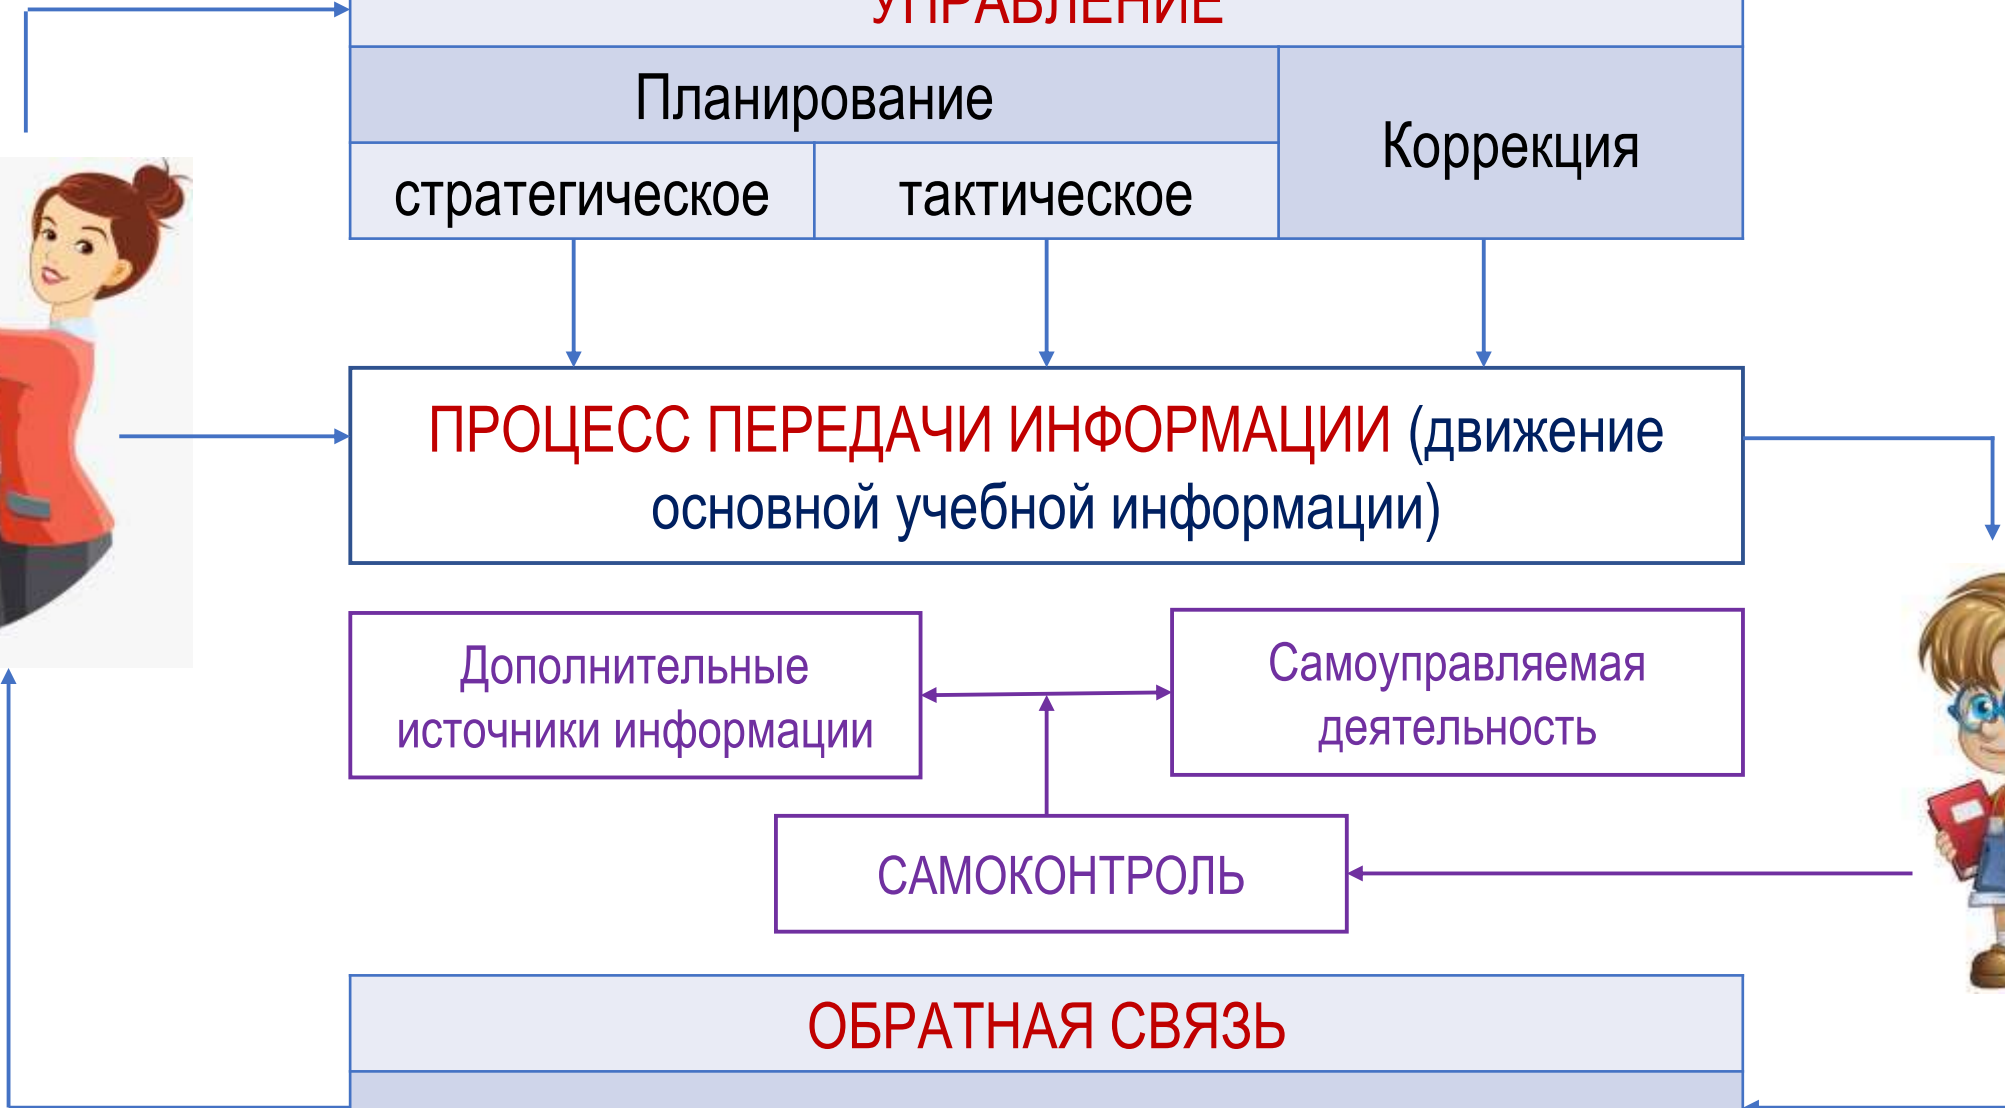 УПРАВЛЕНИЕ
Планирование
Коррекция
стратегическое
тактическое
ПРОЦЕСС ПЕРЕДАЧИ ИНФОРМАЦИИ (движение
основной учебной информации)
Дополнительные
источники информации
Самоуправляемая
деятельность
САМОКОНТРОЛЬ
ОБРАТНАЯ СВЯЗЬ